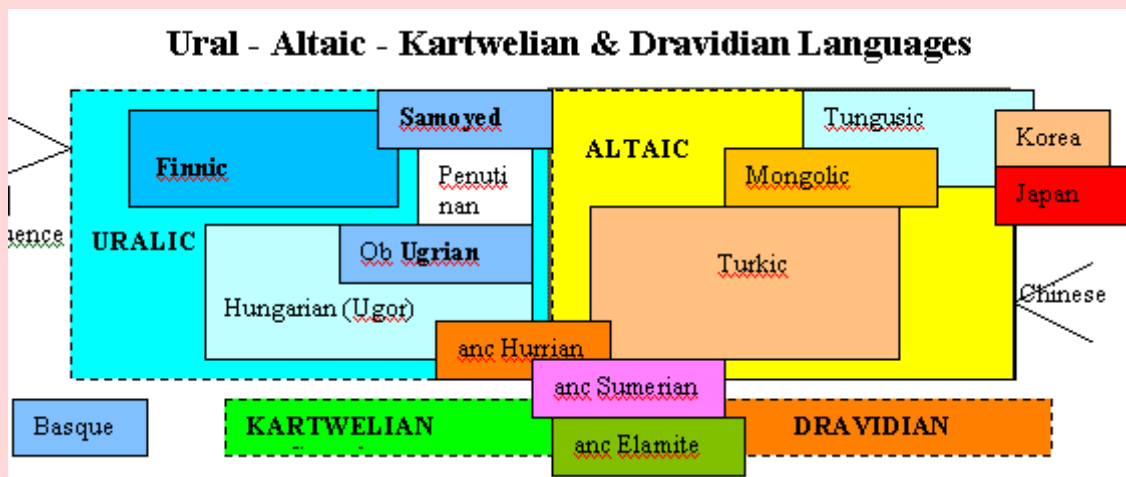 Ural - Altaic - Kartwelian & Dravidian Languages
Samoyed
Tungusic
Finnic
ALTAIC
Korea
Penuti
nan
Mongolic
Japan
uence
URALIC
Ob Ugrian
Turkic
Hungarian (Ugor)
Chinese
anc Hurrian
anc Sumerian
Basque
KARTWELIAN
DRAVIDIAN
anc Elamite